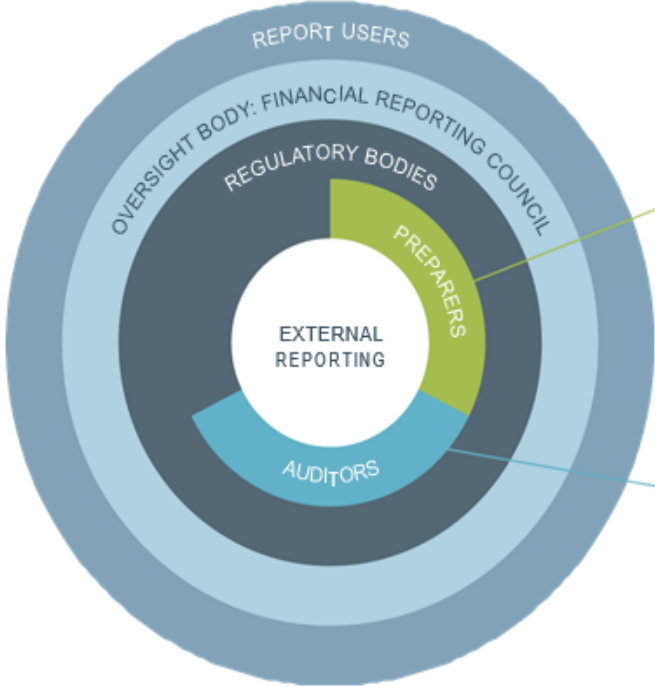 REPORT USERS
OVERSIGHT BODY: FINANCIAL REPORTING COUNCIL
REGULATORY BODIES
PREPARERS
EXTERNAL
REPORTING
AUDITORS